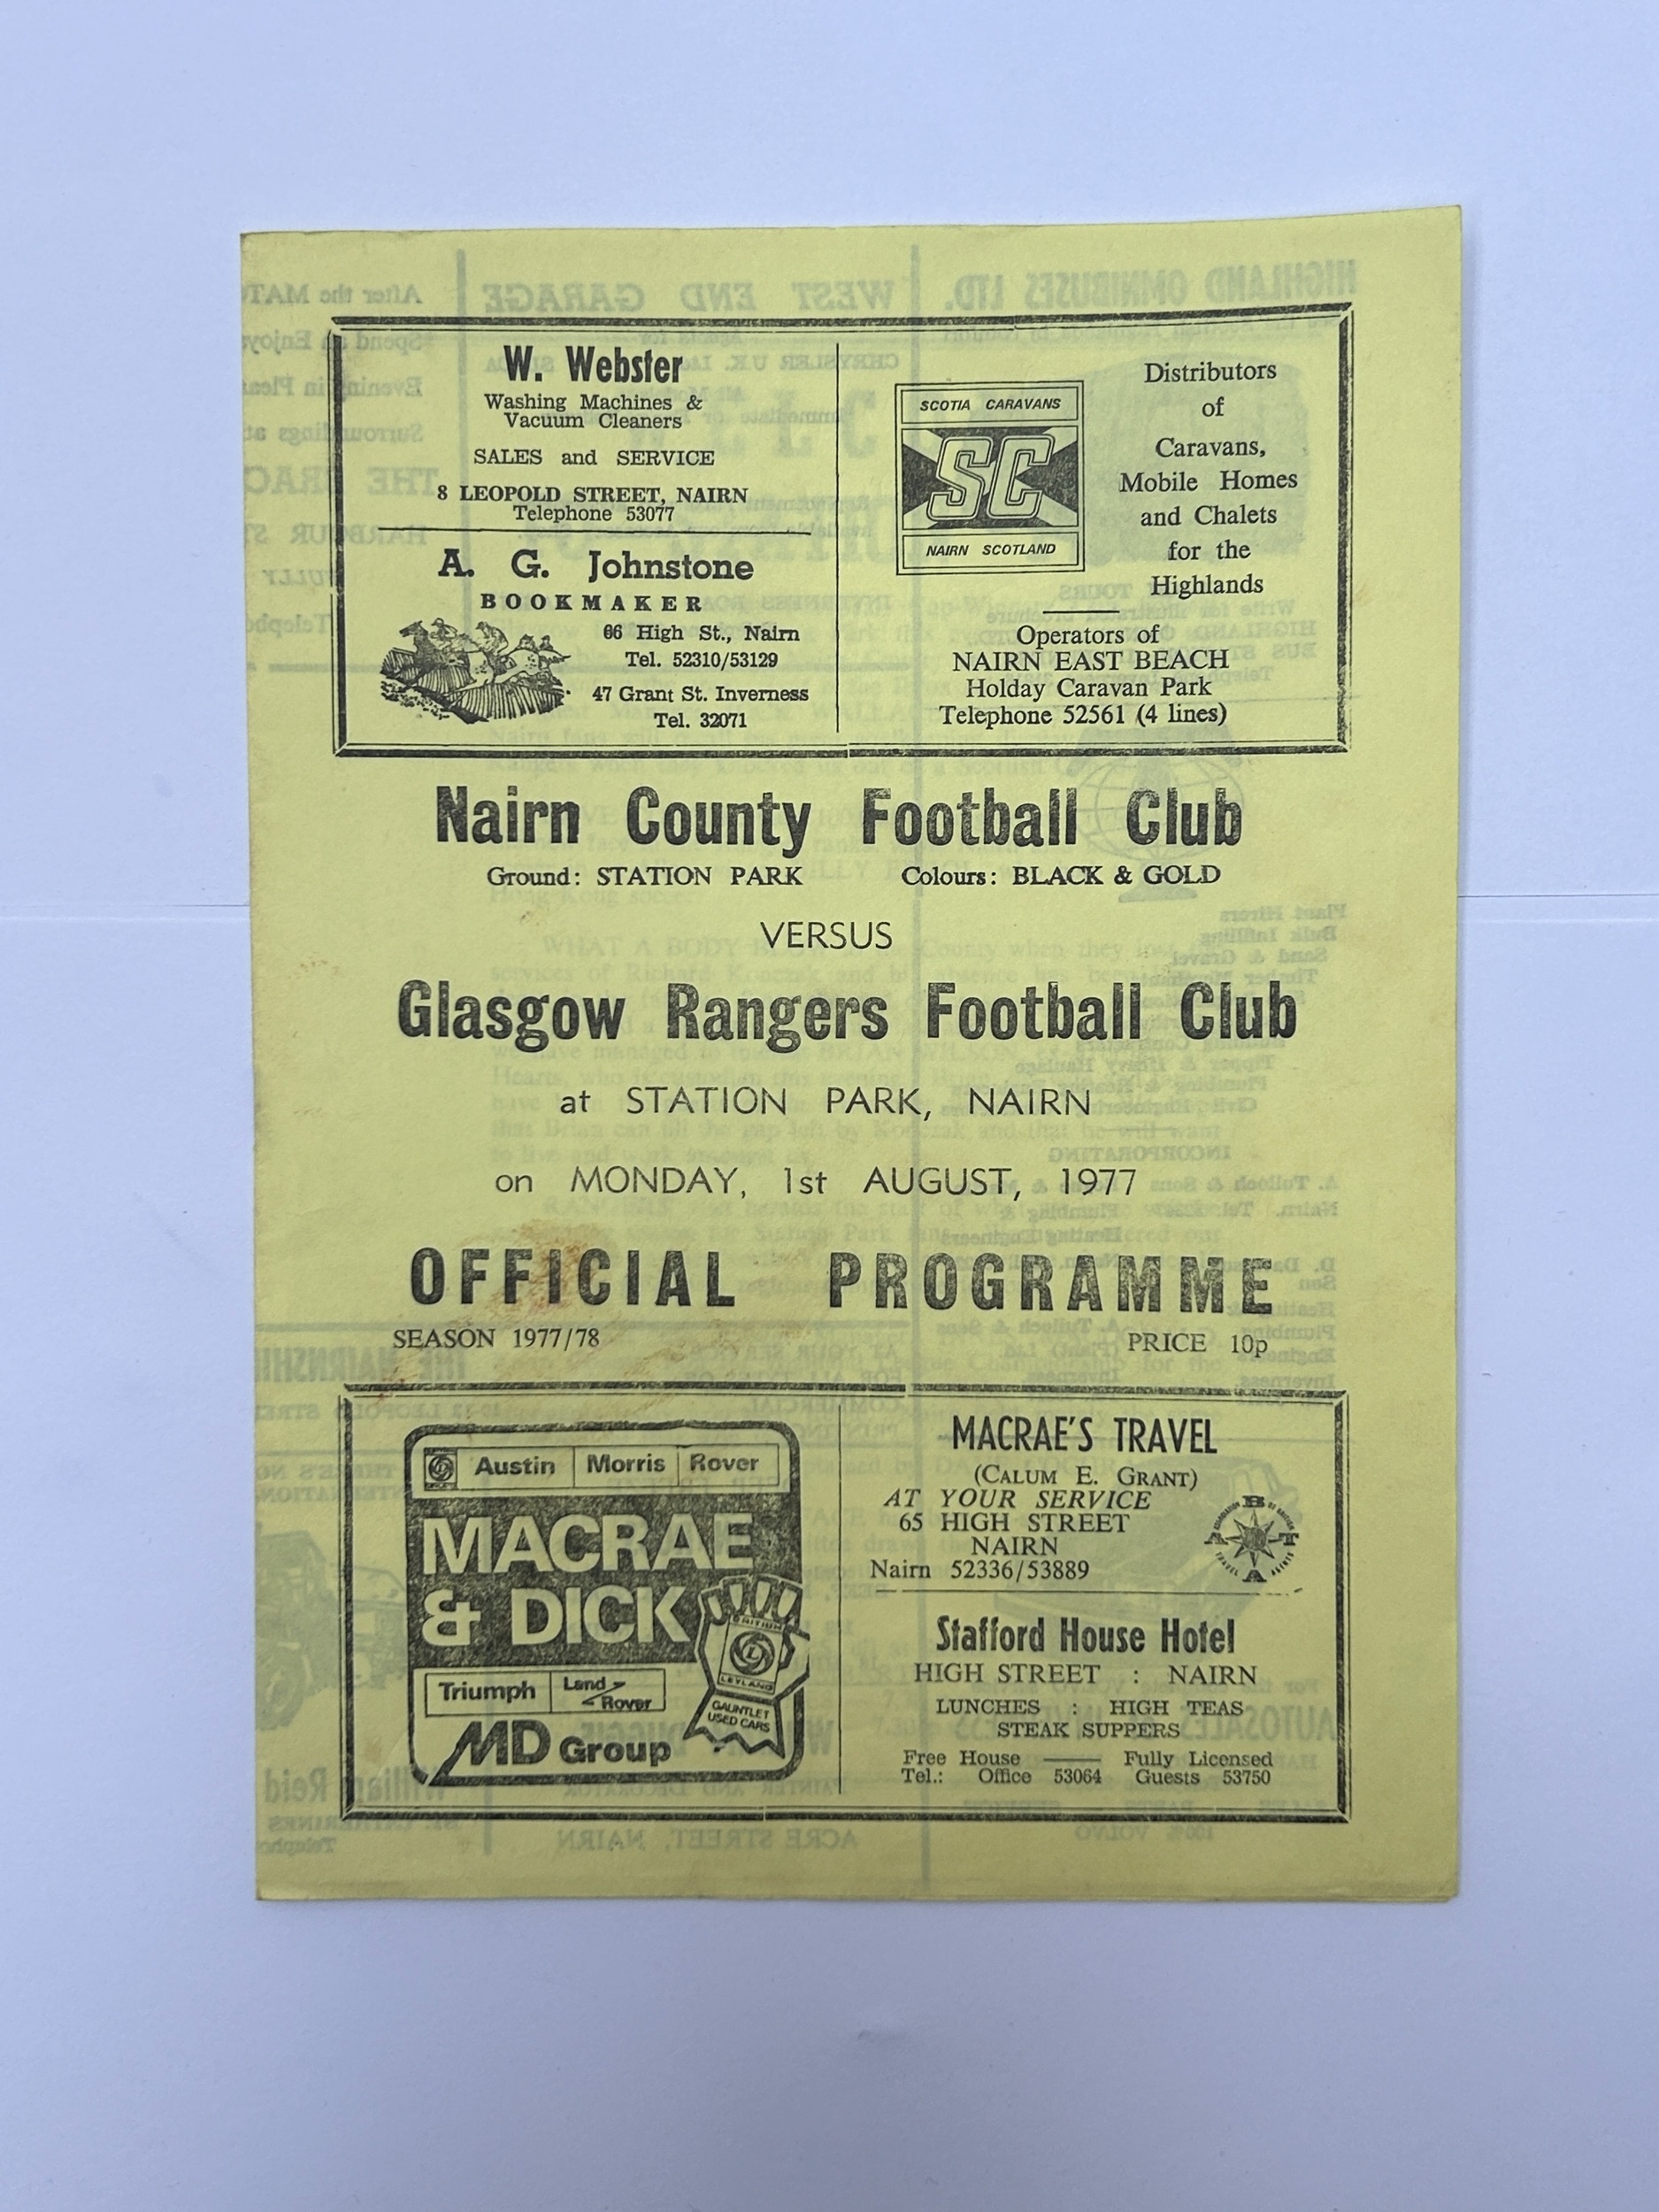 W. Webster
Washing Machines &
Vacuum Cleaners
SALES and SERVICE
8 LEOPOLD STREET, NAIRN
Telephone 53077
A. G. Johnstone
BOOKMAKER
66 High St., Nairn
Tel. 52310/53129
47 Grant St. Inverness
Tel. 32071
SCOTIA CARAVANS
SC
NAIRN SCOTLAND
Distributors
of
Caravans,
Mobile Homes
and Chalets
for the
Highlands
Operators of
NAIRN EAST BEACH
Holday Caravan Park
Telephone 52561 (4 lines)
Nairn County Football Club
Ground: STATION PARK Colours: BLACK & GOLD
VERSUS
Glasgow Rangers Football Club
at STATION PARK, NAIRN
on MONDAY, 1st AUGUST, 1977
OFFICIAL PROGRAMME
SEASON 1977/78 PRICE 10p
Austin Morris Rover
MACRAE
& DICK
BRITISH
L
LEYLAND
GAUNTLET
USED CARS
Triumph Land Rover
MD Group
MACRAE'S TRAVEL
(CALUM E. GRANT)
AT YOUR SERVICE
65 HIGH STREET
NAIRN
Nairn 52336/53889
ABTA
Stafford House Hotel
HIGH STREET : NAIRN
LUNCHES : HIGH TEAS
STEAK SUPPERS
Free House — Fully Licensed
Tel.: Office 53064 Guests 53750